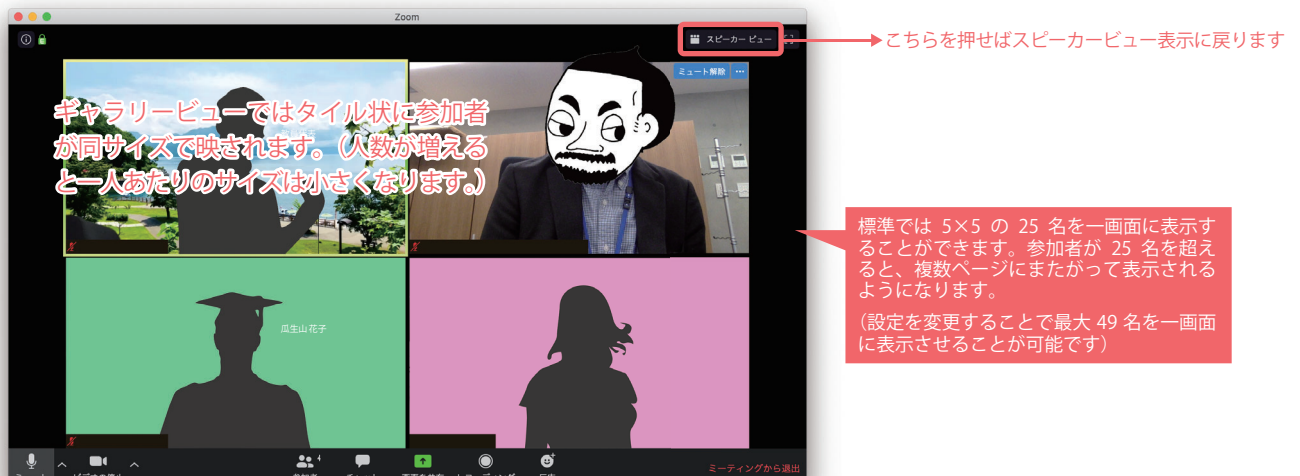 Zoom
スピーカー ビュー
こちらを押せばスピーカービュー表示に戻ります
ミュート解除
ギャラリービューではタイル状に参加者
が同サイズで映されます。（人数が増える
と一人あたりのサイズは小さくなります。）
標準では 5×5 の 25 名を一画面に表示す
ることができます。参加者が 25 名を超え
ると、複数ページにまたがって表示される
ようになります。
（設定を変更することで最大 49 名を一画面
に表示させることが可能です）
瓜生山 花子
4
ミーティングから退出